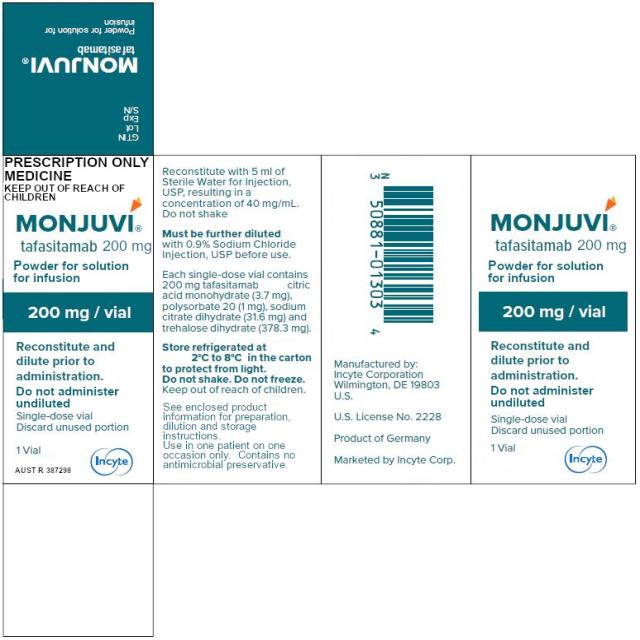 GTIN
Lot
Exp
S/N
MONJUVI®
tafasitamab
Powder for solution for
infusion
PRESCRIPTION ONLY
MEDICINE
KEEP OUT OF REACH OF
CHILDREN
MONJUVI®
tafasitamab 200 mg
Powder for solution
for infusion
200 mg / vial
Reconstitute and
dilute prior to
administration.
Do not administer
undiluted
Single-dose vial
Discard unused portion
1 Vial
Incyte
AUST R 387298
Reconstitute with 5 ml of
Sterile Water for Injection,
USP, resulting in a
concentration of 40 mg/mL.
Do not shake
Must be further diluted
with 0.9% Sodium Chloride
Injection, USP before use.
Each single-dose vial contains
200 mg tafasitamab citric
acid monohydrate (3.7 mg),
polysorbate 20 (1 mg), sodium
citrate dihydrate (31.6 mg) and
trehalose dihydrate (378.3 mg).
Store refrigerated at
2°C to 8°C in the carton
to protect from light.
Do not shake. Do not freeze.
Keep out of reach of children.
See enclosed product
information for preparation,
dilution and storage
instructions.
Use in one patient on one
occasion only. Contains no
antimicrobial preservative.
N
3 50881-01303 4
Manufactured by:
Incyte Corporation
Wilmington, DE 19803
U.S.
U.S. License No. 2228
Product of Germany
Marketed by Incyte Corp.
MONJUVI®
tafasitamab 200 mg
Powder for solution
for infusion
200 mg / vial
Reconstitute and
dilute prior to
administration.
Do not administer
undiluted
Single-dose vial
Discard unused portion
1 Vial
Incyte